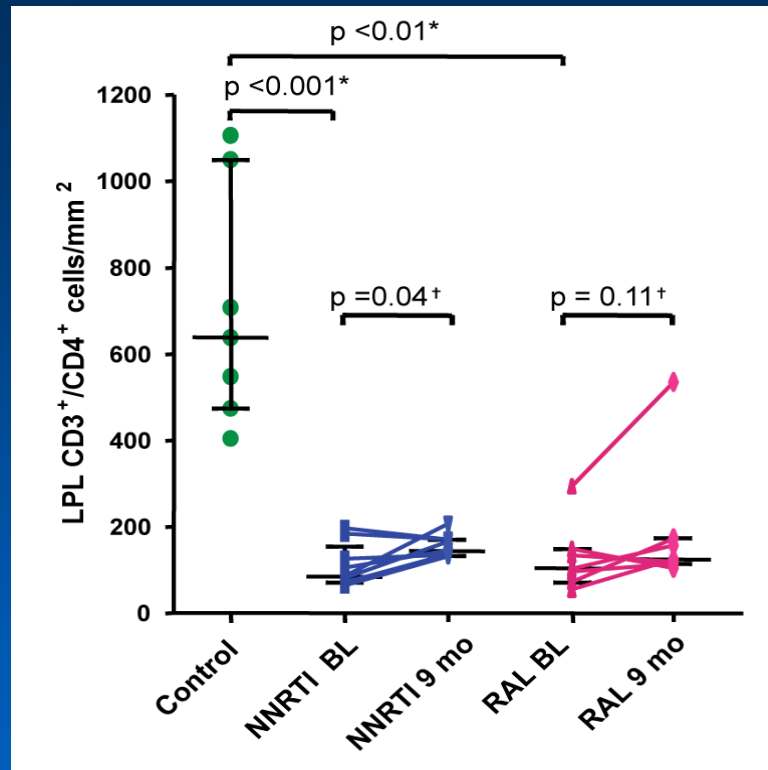 p <0.01*
p <0.001*
1200
1000
800
600
400
200
0
LPL CD3⁺/CD4⁺ cells/mm²
p =0.04†
p = 0.11†
Control
NNRTI BL
NNRTI 9 mo
RAL BL
RAL 9 mo